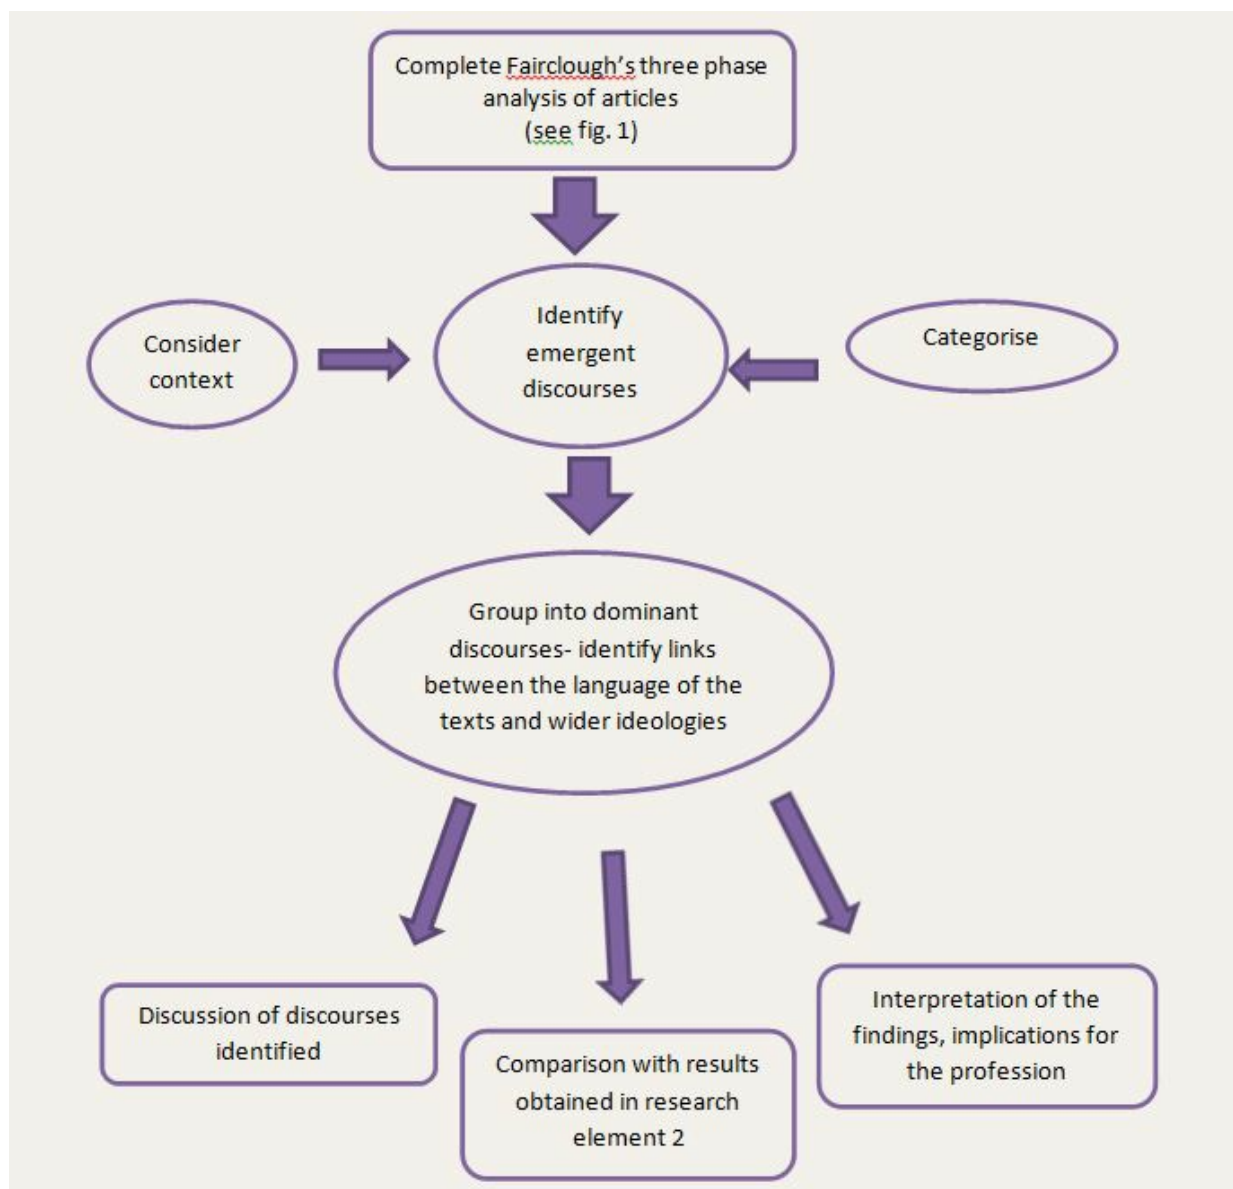 Complete Fairclough's three phase
analysis of articles
(see fig. 1)
Consider
context
Identify
emergent
discourses
Categorise
Group into dominant
discourses- identify links
between the language of the
texts and wider ideologies
Discussion of discourses
identified
Comparison with results
obtained in research
element 2
Interpretation of the
findings, implications for
the profession